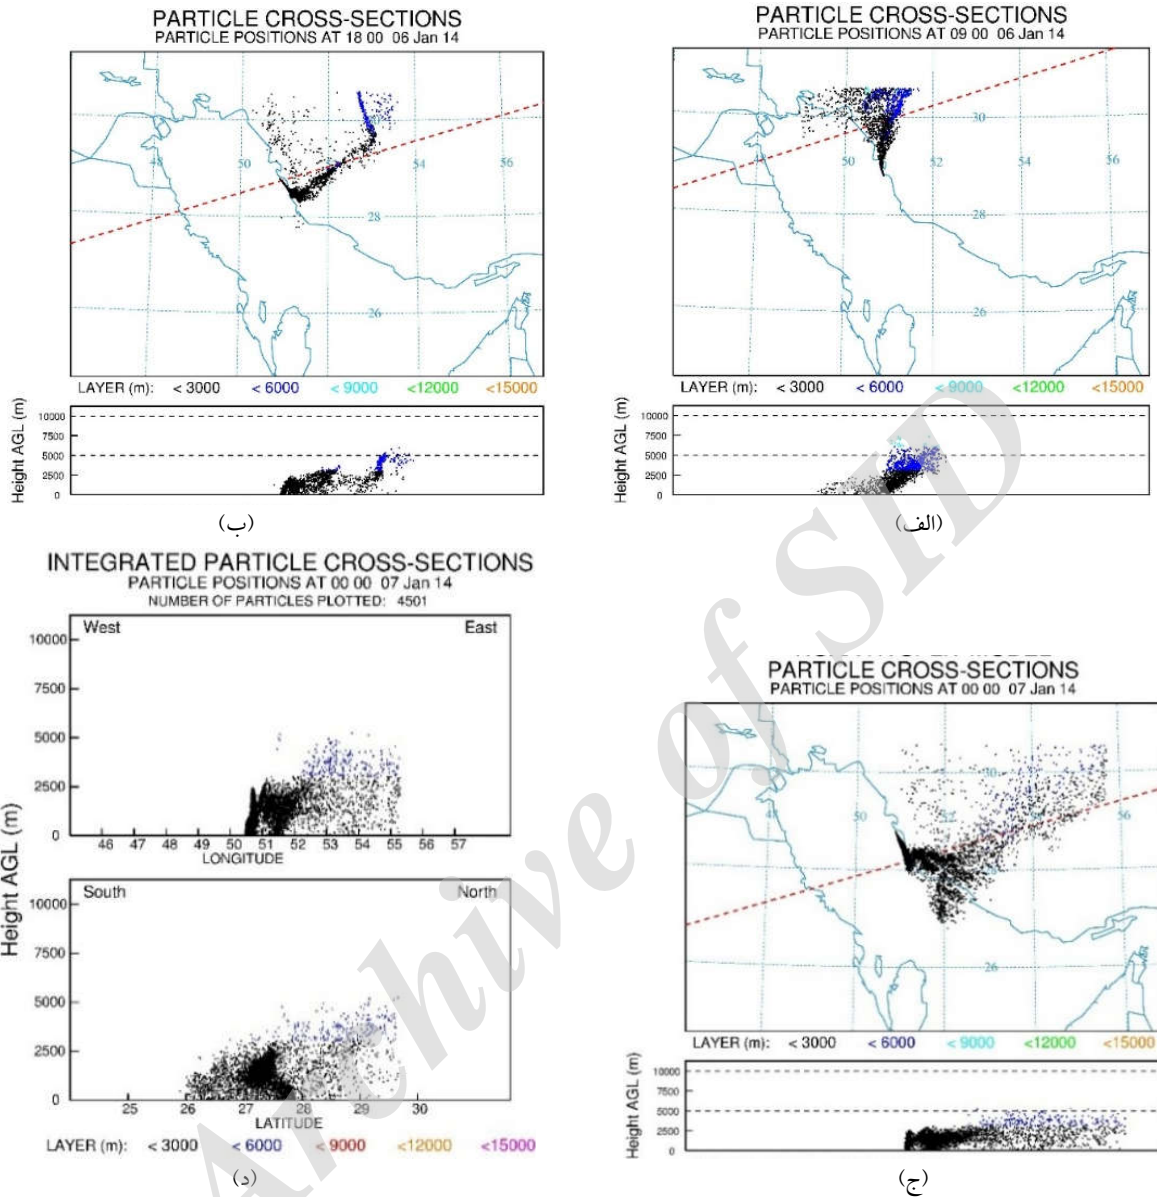 PARTICLE CROSS-SECTIONS
PARTICLE POSITIONS AT 18 00 06 Jan 14
50
54
56
28
26
LAYER (m): < 3000 < 6000 < 9000 <12000 <15000
Height AGL (m)
10000
7500
5000
2500
0
(ب)
PARTICLE CROSS-SECTIONS
PARTICLE POSITIONS AT 09 00 06 Jan 14
30
50
52
54
56
28
26
LAYER (m): < 3000 < 6000 < 9000 <12000 <15000
Height AGL (m)
10000
7500
5000
2500
0
(الف)
INTEGRATED PARTICLE CROSS-SECTIONS
PARTICLE POSITIONS AT 00 00 07 Jan 14
NUMBER OF PARTICLES PLOTTED: 4501
West East
10000
7500
5000
2500
0
46 47 48 49 50 51 52 53 54 55 56 57
LONGITUDE
Height AGL (m)
South North
10000
7500
5000
2500
0
25 26 27 28 29 30
LATITUDE
LAYER (m): < 3000 < 6000 < 9000 <12000 <15000
(د)
PARTICLE CROSS-SECTIONS
PARTICLE POSITIONS AT 00 00 07 Jan 14
50
56
26
LAYER (m): < 3000 < 6000 < 9000 <12000 <15000
Height AGL (m)
10000
7500
5000
2500
0
(ج)
Archive of SID